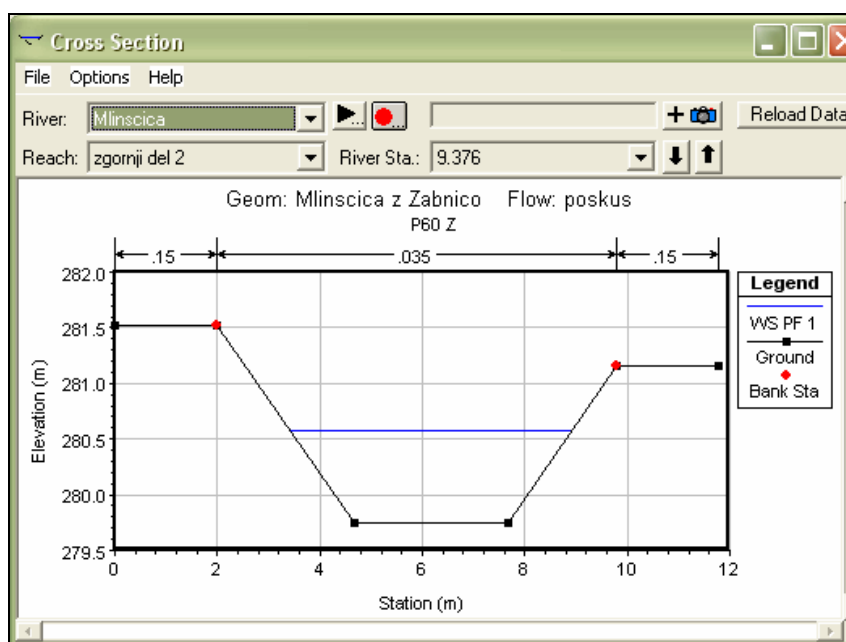 Cross Section
File Options Help
River: Mlinscica Reload Data
Reach: zgornji del 2 River Sta.: 9.376
Geom: Mlinscica z Zabnico Flow: poskus
P60 Z
.15 .035 .15
Legend
WS PF 1
Ground
Bank Sta
Elevation (m)
282.0
281.5
281.0
280.5
280.0
279.5
0 2 4 6 8 10 12
Station (m)